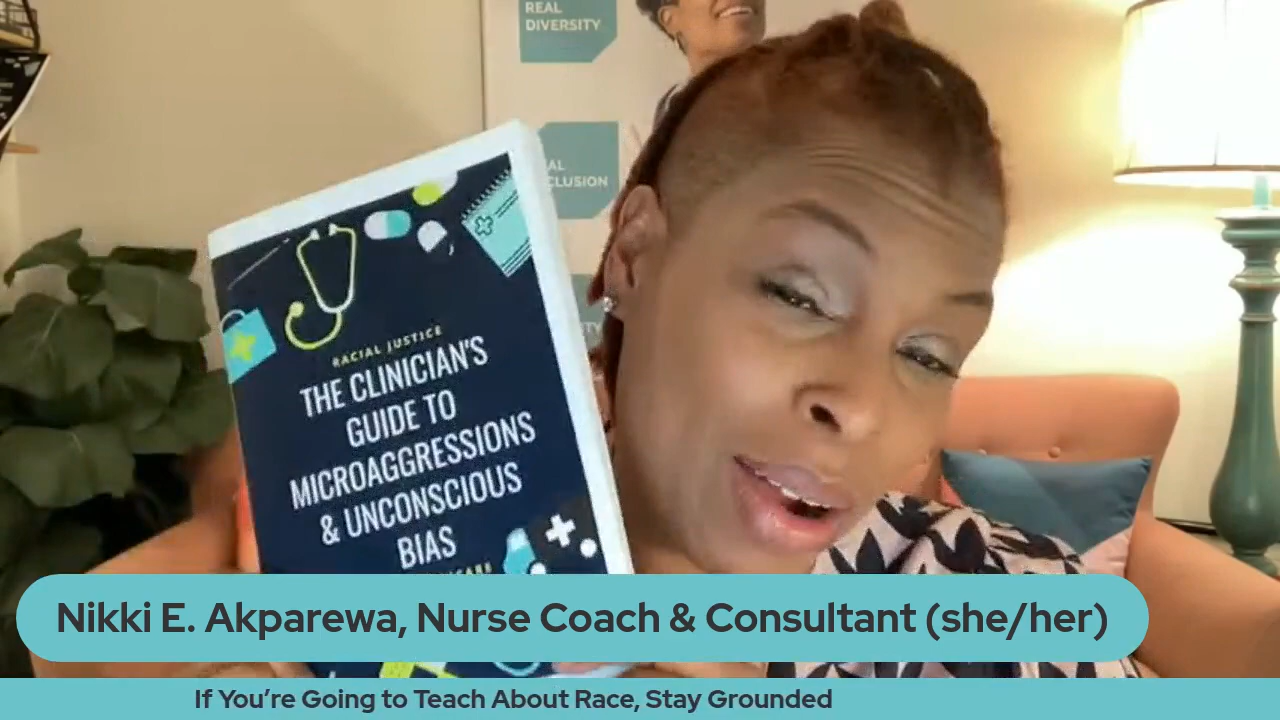 REAL
DIVERSITY
RACIAL JUSTICE
THE CLINICIAN'S
GUIDE TO
MICROAGGRESSIONS
& UNCONSCIOUS
BIAS
Nikki E. Akparewa, Nurse Coach & Consultant (she/her)
If You’re Going to Teach About Race, Stay Grounded